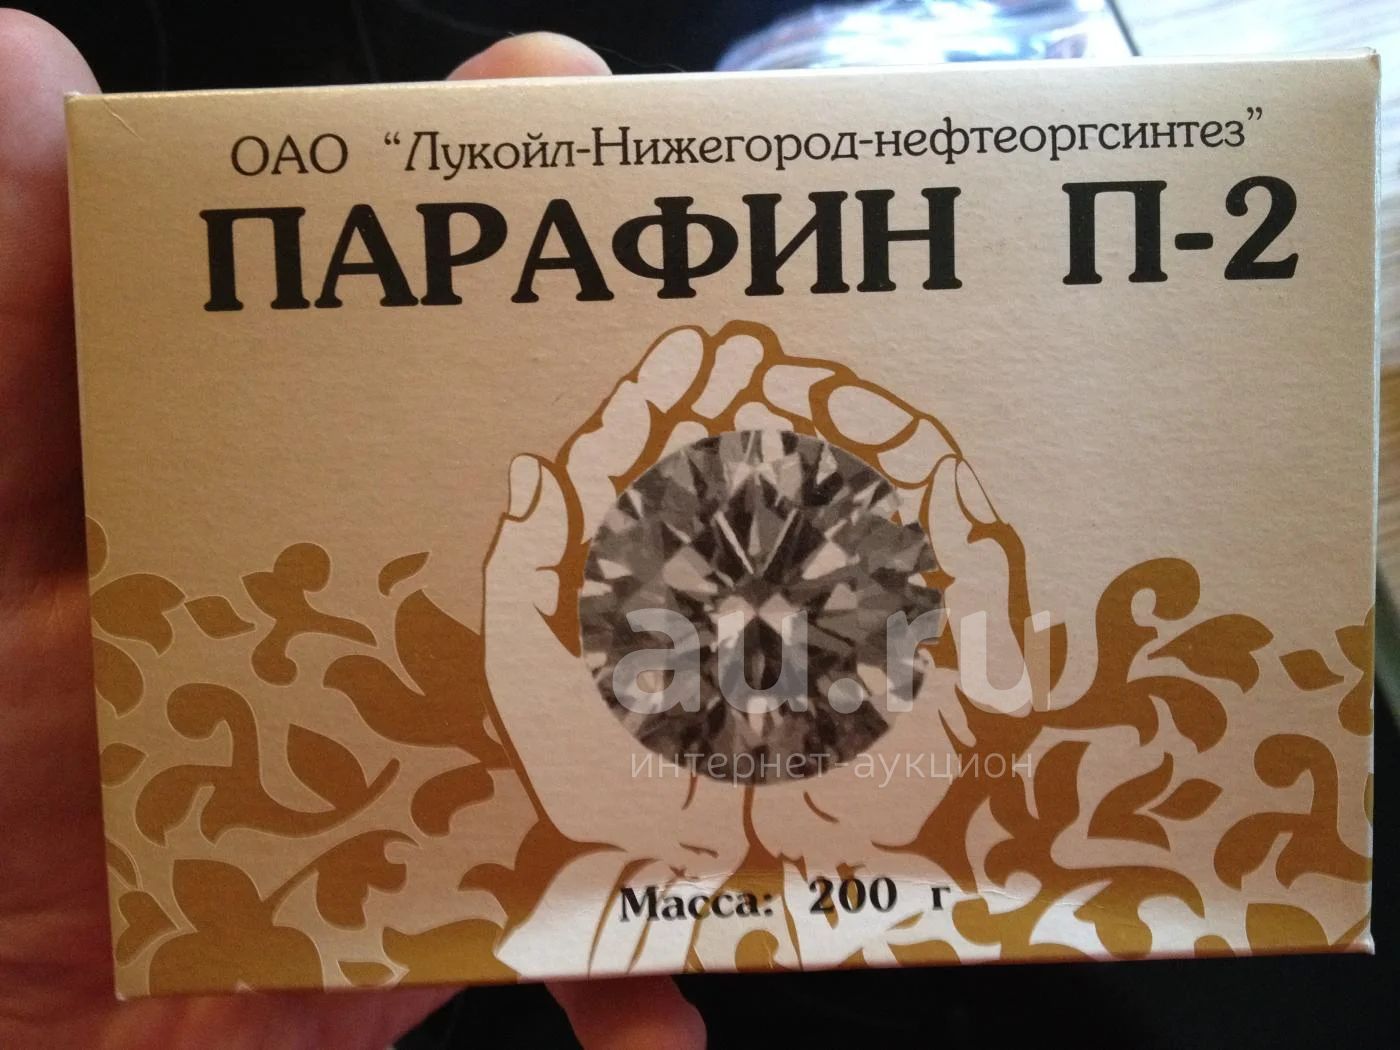 ОАО “Лукойл-Нижегород-нефтеоргсинтез”
ПАРАФИН П-2
au.ru
интернет-аукцион
Масса: 200 г